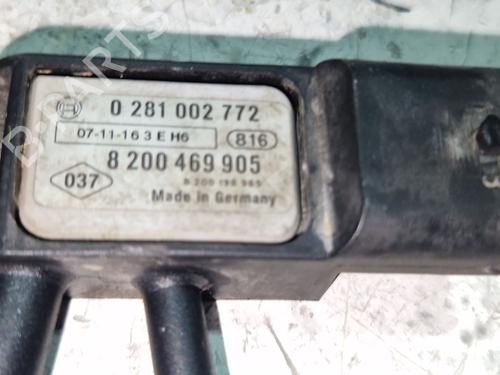 B-PARTS
0 281 002 772
07-11-16 3 E H6 816
8 200 469 905
037
Made in Germany